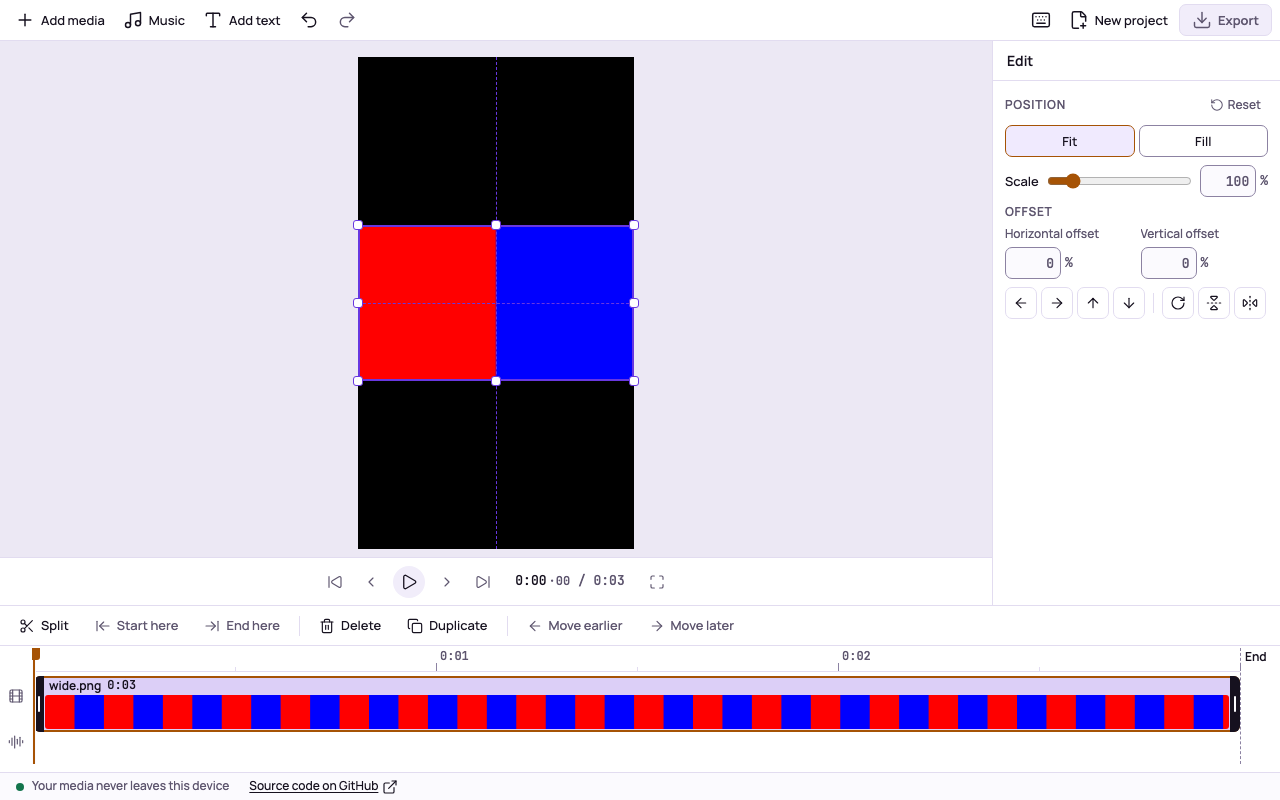 Add media Music Add text New project Export
Edit
POSITION Reset
Fit Fill
Scale 100 %
OFFSET
Horizontal offset Vertical offset
0 % 0 %
0:00·00 / 0:03
Split Start here End here Delete Duplicate Move earlier Move later
0:01 0:02 End
wide.png 0:03
Your media never leaves this device Source code on GitHub